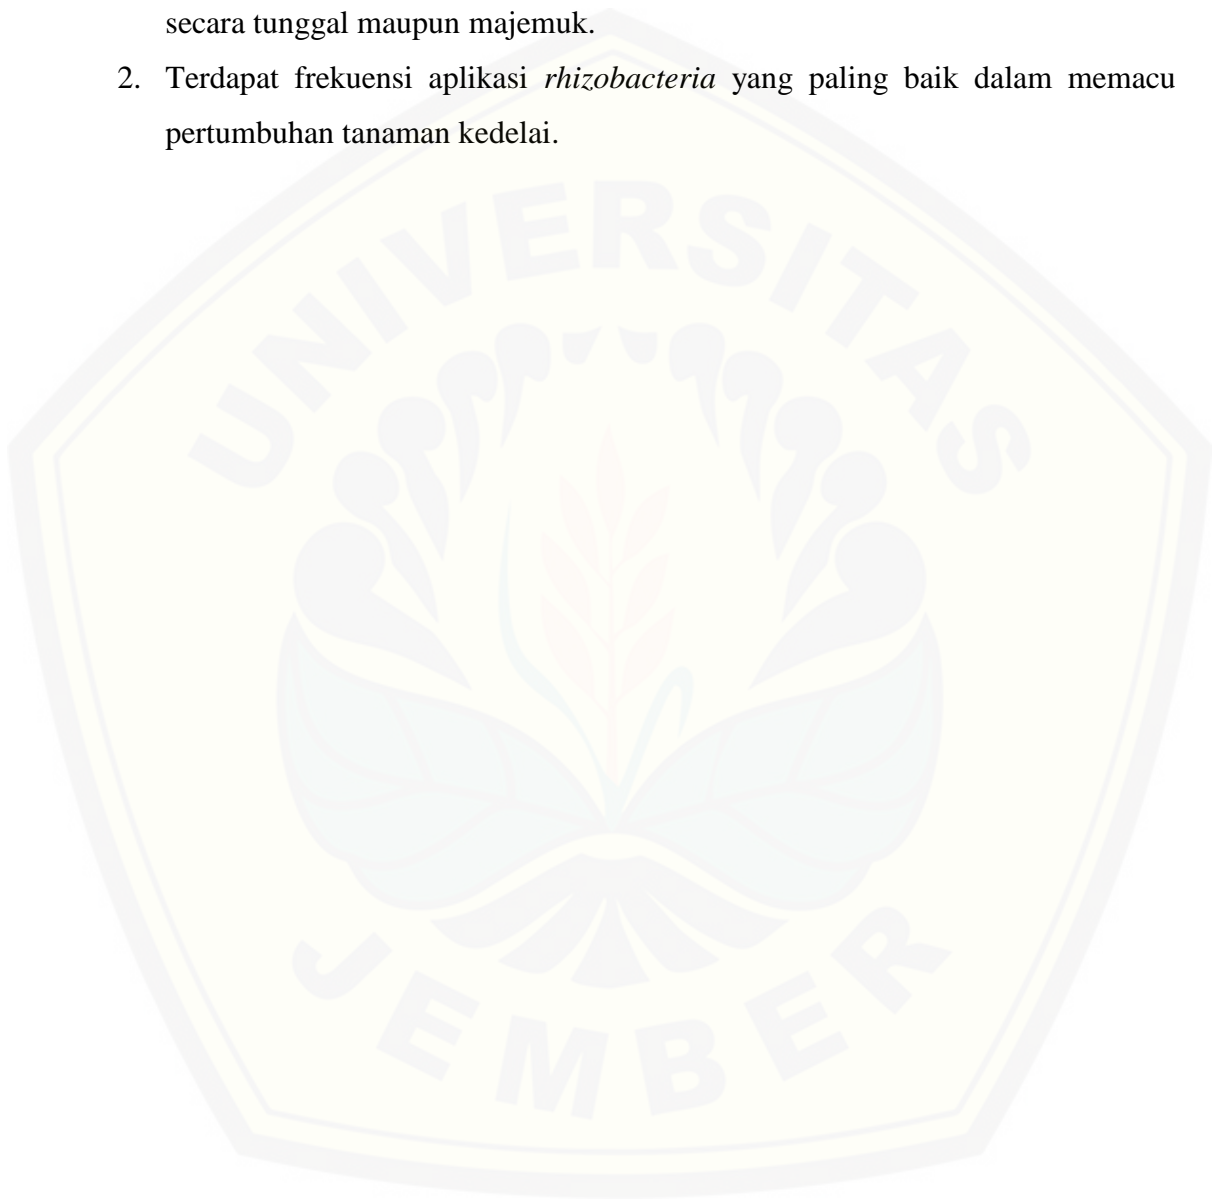 secara tunggal maupun majemuk.
2. Terdapat frekuensi aplikasi rhizobacteria yang paling baik dalam memacu
pertumbuhan tanaman kedelai.
UNIVERSITAS
JEMBER